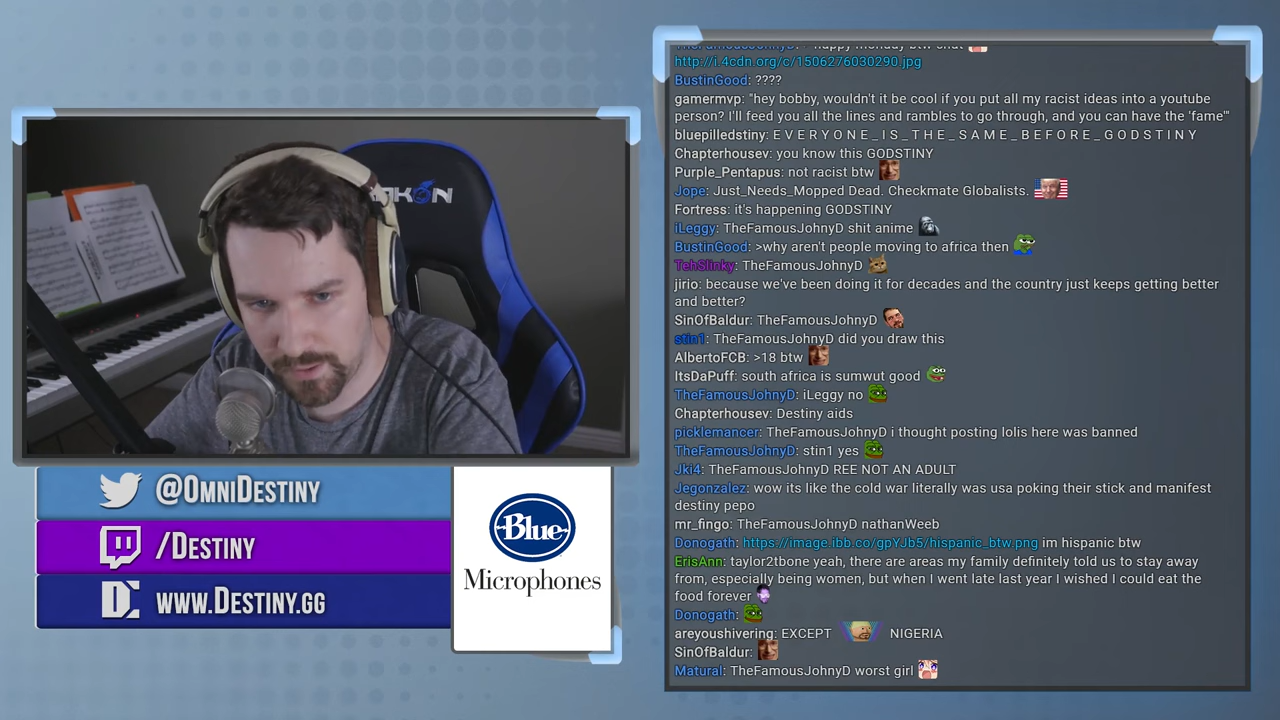 TheFamousJohnyD: happy monday btw chat
http://i.4cdn.org/c/1506276030290.jpg
BustinGood: ????
gamermvp: "hey bobby, wouldn't it be cool if you put all my racist ideas into a youtube
person? I'll feed you all the lines and rambles to go through, and you can have the 'fame'"
bluepilledstiny: E V E R Y O N E _ I S _ T H E _ S A M E _ B E F O R E _ G O D S T I N Y
Chapterhousev: you know this GODSTINY
Purple_Pentapus: not racist btw
Jope: Just_Needs_Mopped Dead. Checkmate Globalists.
Fortress: it's happening GODSTINY
iLeggy: TheFamousJohnyD shit anime
BustinGood: >why aren't people moving to africa then
TehSlinky: TheFamousJohnyD
jirio: because we've been doing it for decades and the country just keeps getting better
and better?
SinOfBaldur: TheFamousJohnyD
stin1: TheFamousJohnyD did you draw this
AlbertoFCB: >18 btw
ItsDaPuff: south africa is sumwut good
TheFamousJohnyD: iLeggy no
Chapterhousev: Destiny aids
picklemancer: TheFamousJohnyD i thought posting lolis here was banned
TheFamousJohnyD: stin1 yes
Jki4: TheFamousJohnyD REE NOT AN ADULT
Jegonzalez: wow its like the cold war literally was usa poking their stick and manifest
destiny pepo
mr_fingo: TheFamousJohnyD nathanWeeb
Donogath: https://image.ibb.co/gpYJb5/hispanic_btw.png im hispanic btw
ErisAnn: taylor2tbone yeah, there are areas my family definitely told us to stay away
from, especially being women, but when I went late last year I wished I could eat the
food forever
Donogath:
areyoushivering: EXCEPT NIGERIA
SinOfBaldur:
Matural: TheFamousJohnyD worst girl
@OmniDestiny
/Destiny
www.Destiny.gg
Blue
Microphones